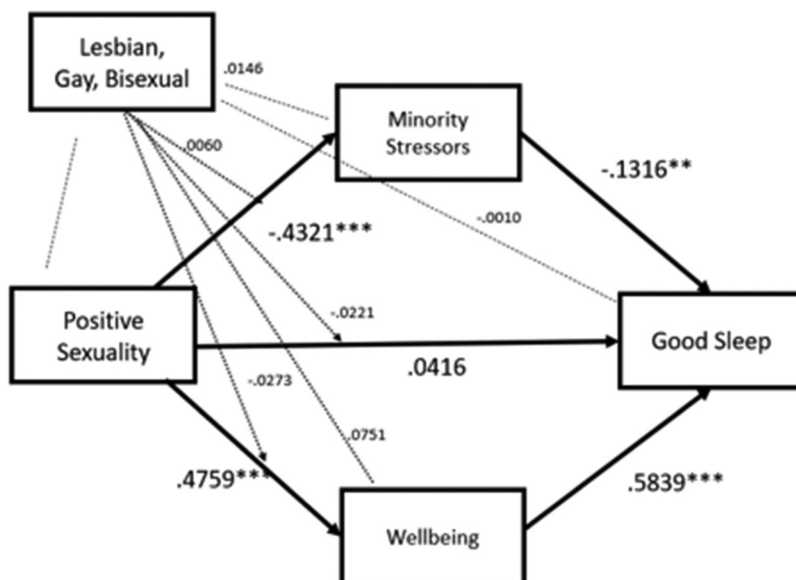 Lesbian,
Gay, Bisexual
.0146
Minority
Stressors
.0060
-.1316**
-.4321***
-.0010
Positive
Sexuality
-.0221
Good Sleep
.0416
-.0273
.0751
.4759***
.5839***
Wellbeing